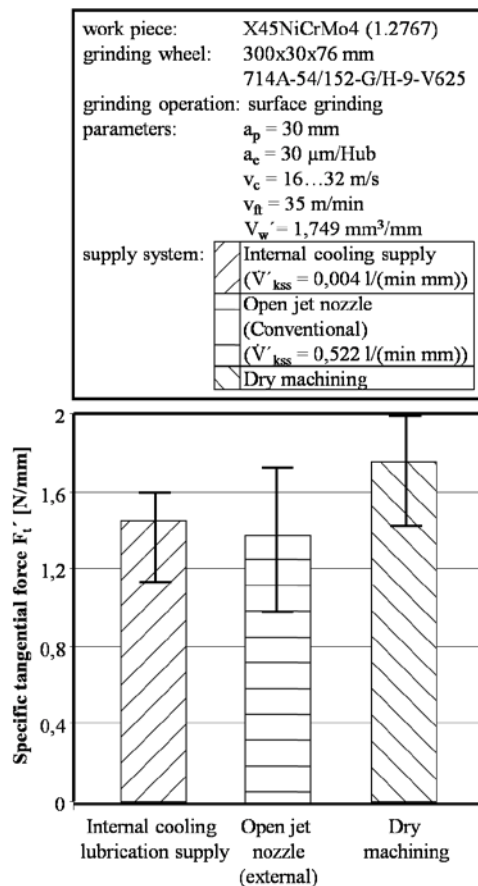 work piece: X45NiCrMo4 (1.2767)
grinding wheel: 300x30x76 mm
714A-54/152-G/H-9-V625
grinding operation: surface grinding
parameters: aₚ = 30 mm
aₑ = 30 µm/Hub
v_c = 16…32 m/s
v_ft = 35 m/min
V_w´ = 1,749 mm³/mm
supply system: Internal cooling supply
(V̇´kss = 0,004 l/(min mm))
Open jet nozzle
(Conventional)
(V̇´kss = 0,522 l/(min mm))
Dry machining
Specific tangential force F_t´ [N/mm]
2
1,6
1,2
0,8
0,4
0
Internal cooling
lubrication supply
Open jet
nozzle
(external)
Dry
machining